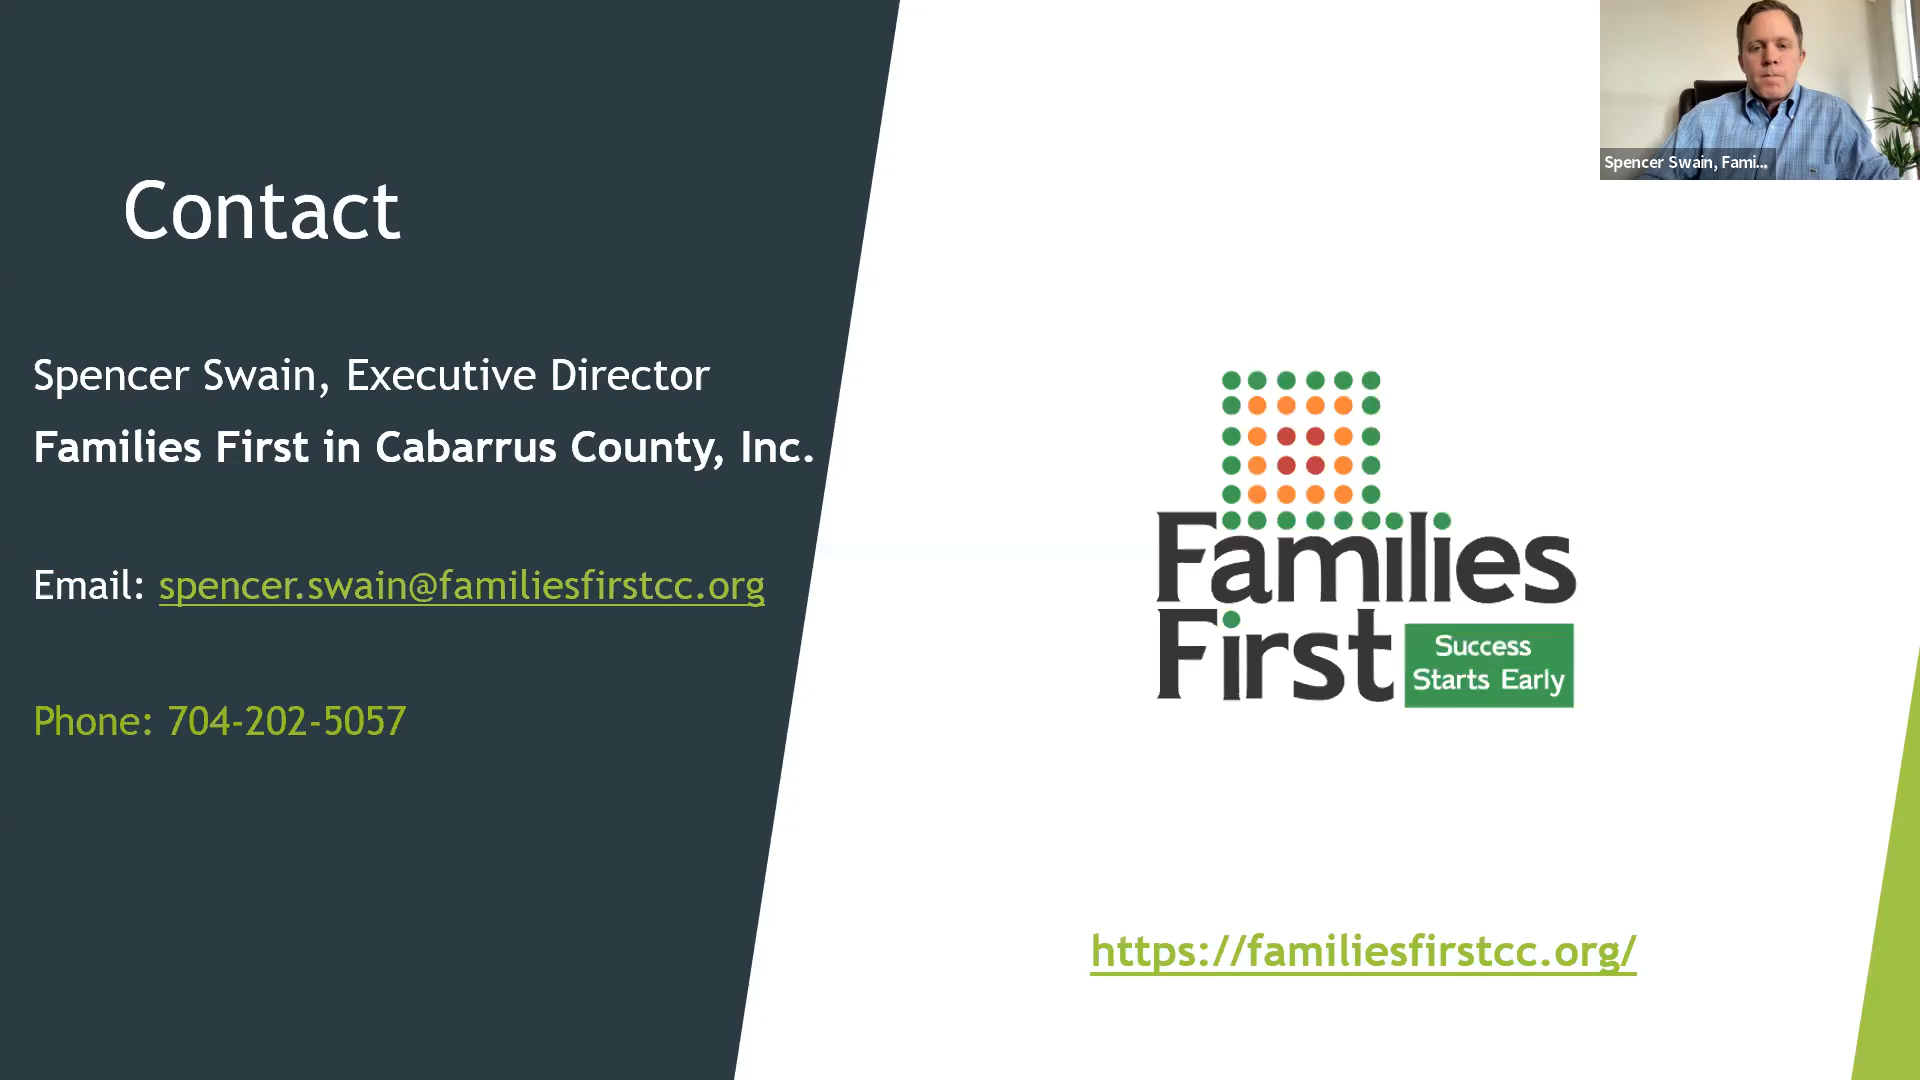 Contact
Spencer Swain, Executive Director
Families First in Cabarrus County, Inc.
Email: spencer.swain@familiesfirstcc.org
Phone: 704-202-5057
Spencer Swain, Fami...
Families
First
Success
Starts Early
https://familiesfirstcc.org/